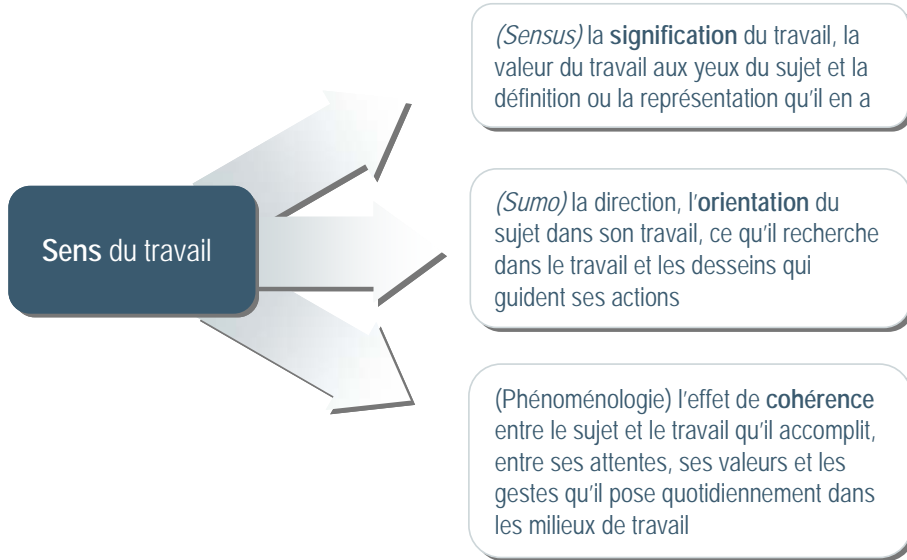 Sens du travail
(Sensus) la signification du travail, la
valeur du travail aux yeux du sujet et la
définition ou la représentation qu'il en a
(Sumo) la direction, l'orientation du
sujet dans son travail, ce qu'il recherche
dans le travail et les desseins qui
guident ses actions
(Phénoménologie) l'effet de cohérence
entre le sujet et le travail qu'il accomplit,
entre ses attentes, ses valeurs et les
gestes qu'il pose quotidiennement dans
les milieux de travail